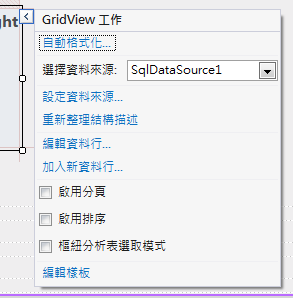 ght
GridView 工作
自動格式化...
選擇資料來源: SqlDataSource1
設定資料來源...
重新整理結構描述
編輯資料行...
加入新資料行...
啟用分頁
啟用排序
樞紐分析表選取模式
編輯樣板